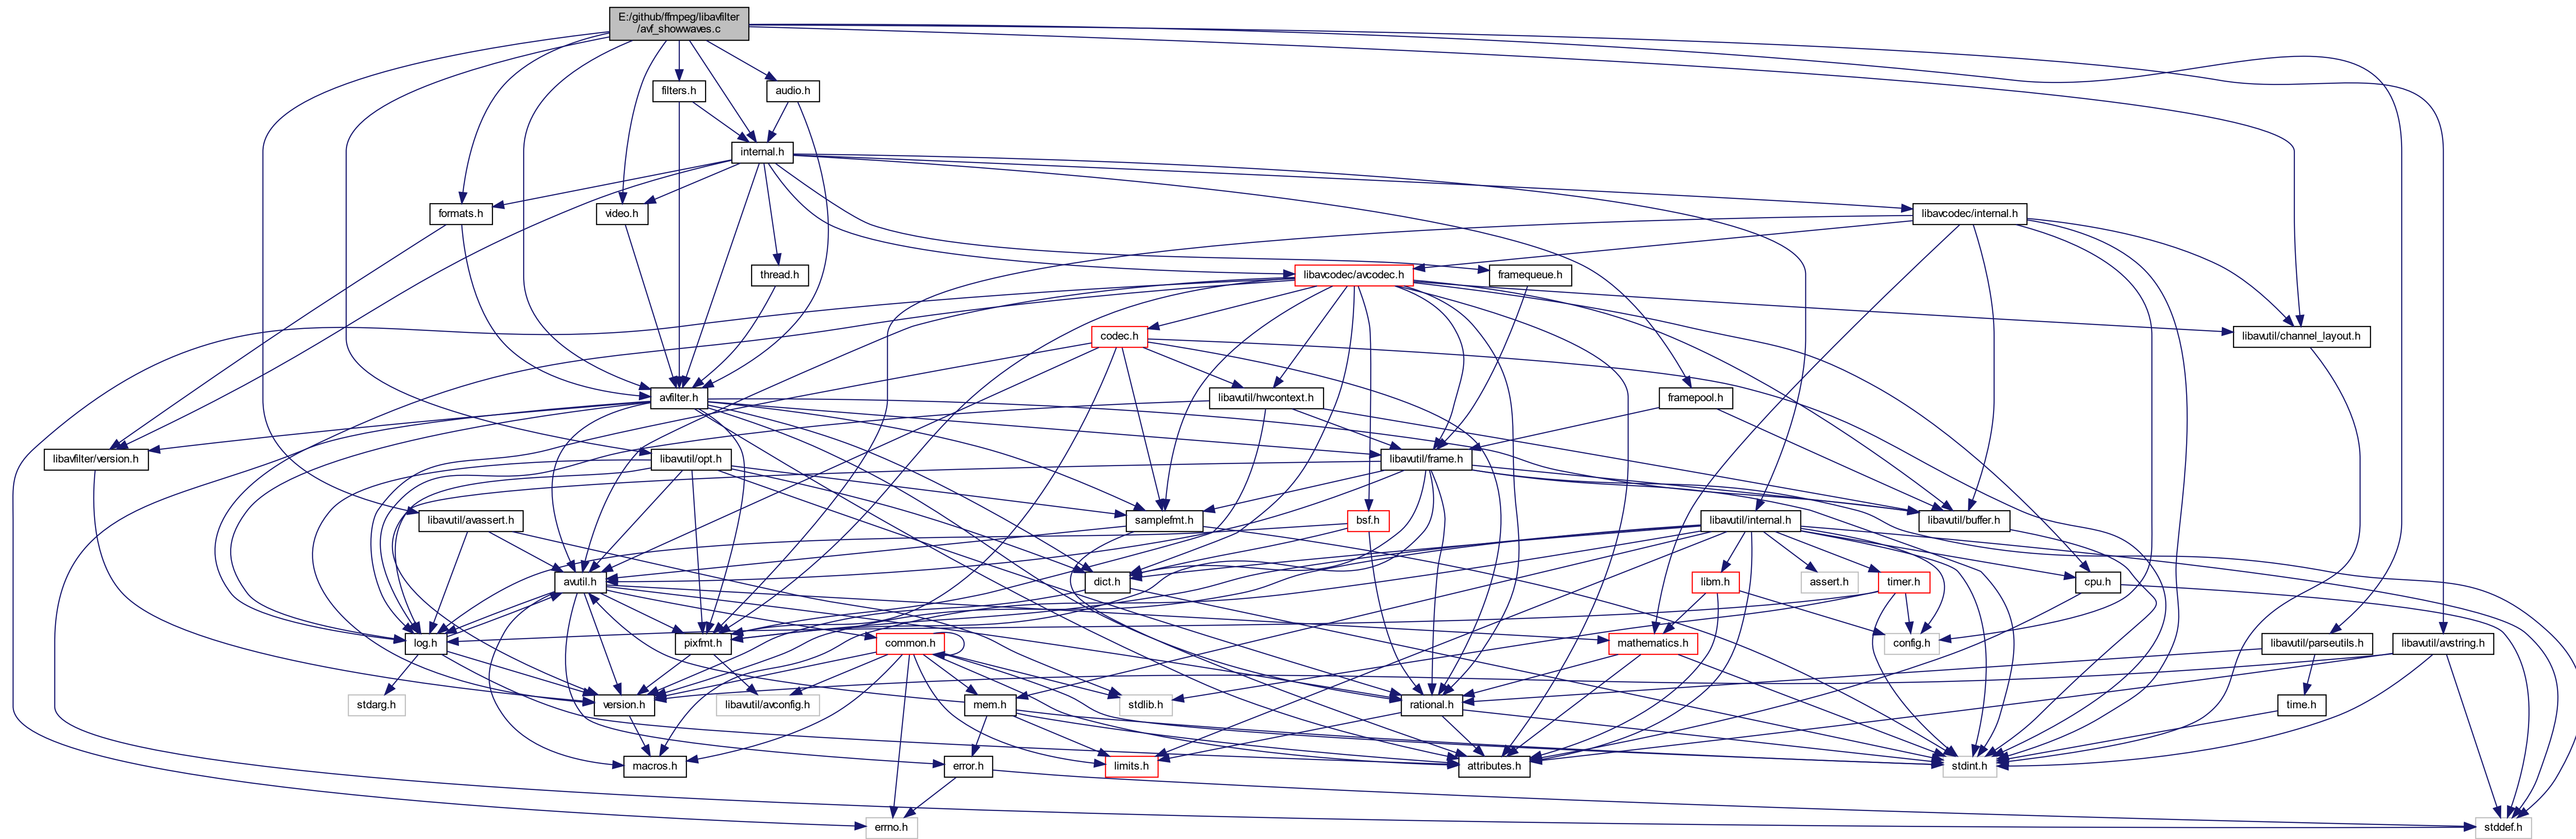 E:/github/ffmpeg/libavfilter
/avf_showwaves.c
filters.h
audio.h
internal.h
formats.h
video.h
libavcodec/internal.h
thread.h
libavcodec/avcodec.h
framequeue.h
codec.h
libavutil/channel_layout.h
avfilter.h
libavutil/hwcontext.h
framepool.h
libavfilter/version.h
libavutil/opt.h
libavutil/frame.h
libavutil/avassert.h
samplefmt.h
bsf.h
libavutil/internal.h
libavutil/buffer.h
avutil.h
dict.h
libm.h
assert.h
timer.h
cpu.h
log.h
pixfmt.h
common.h
mathematics.h
config.h
libavutil/parseutils.h
libavutil/avstring.h
stdarg.h
version.h
libavutil/avconfig.h
mem.h
stdlib.h
rational.h
time.h
macros.h
error.h
limits.h
attributes.h
stdint.h
errno.h
stddef.h